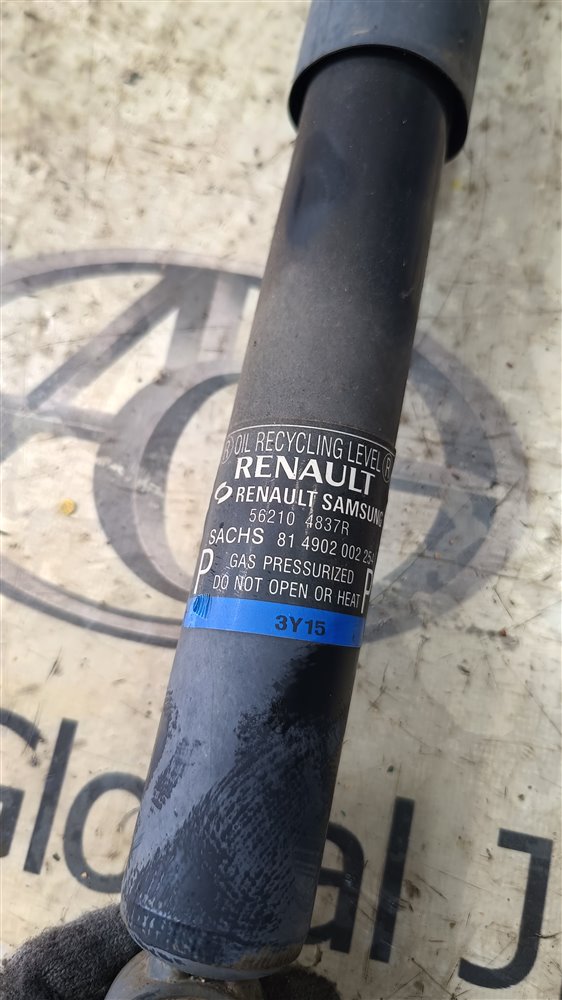 Ⓡ OIL RECYCLING LEVEL Ⓡ
RENAULT
RENAULT SAMSUNG
56210 4837R
SACHS 81 4902 002 254
P GAS PRESSURIZED P
DO NOT OPEN OR HEAT
3Y15
Global J